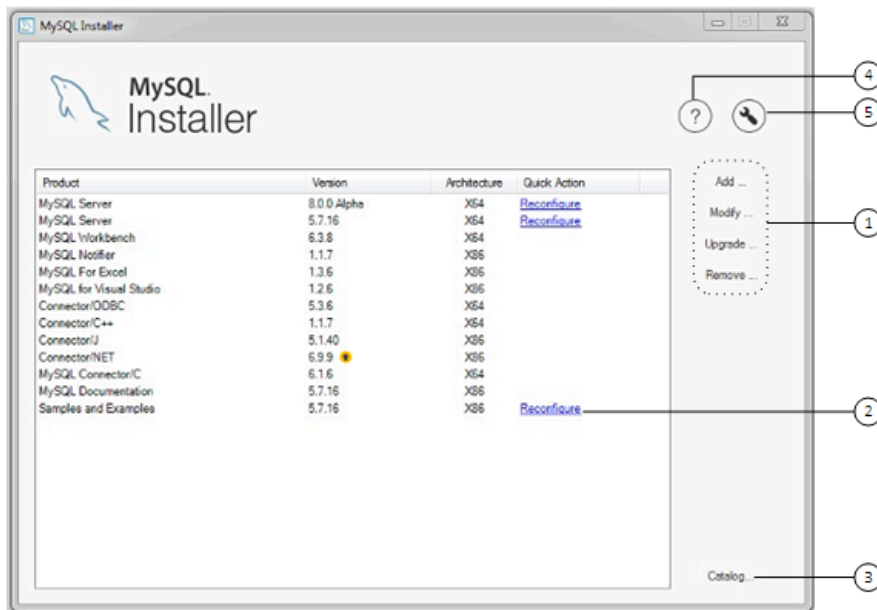 MySQL Installer
MySQL.
Installer
?
4
5
Product Version Architecture Quick Action
MySQL Server 8.0.0 Alpha X64 Reconfigure
MySQL Server 5.7.16 X64 Reconfigure
MySQL Workbench 6.3.8 X64
MySQL Notifier 1.1.7 X86
MySQL For Excel 1.3.6 X86
MySQL for Visual Studio 1.2.6 X86
Connector/ODBC 5.3.6 X64
Connector/C++ 1.1.7 X64
Connector/J 5.1.40 X86
Connector/NET 6.9.9 X86
MySQL Connector/C 6.1.6 X64
MySQL Documentation 5.7.16 X86
Samples and Examples 5.7.16 X86 Reconfigure
Add ...
Modify ...
Upgrade ...
Remove ...
1
2
Catalog...
3